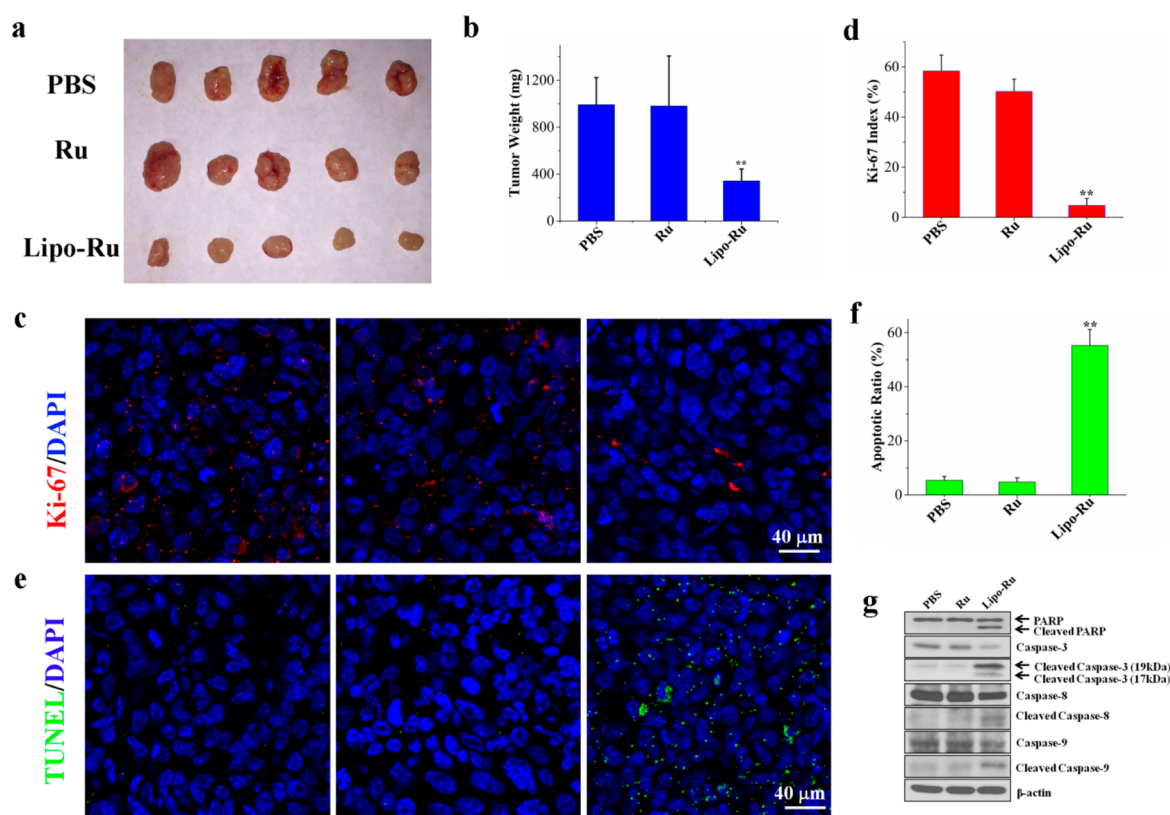 a
PBS
Ru
Lipo-Ru
b
Tumor Weight (mg)
1200
800
400
0
PBS
Ru
Lipo-Ru
**
d
Ki-67 Index (%)
60
40
20
0
PBS
Ru
Lipo-Ru
**
c
Ki-67/DAPI
40 μm
e
TUNEL/DAPI
40 μm
f
Apoptotic Ratio (%)
60
40
20
0
PBS
Ru
Lipo-Ru
**
g
PBS
Ru
Lipo-Ru
PARP
Cleaved PARP
Caspase-3
Cleaved Caspase-3 (19kDa)
Cleaved Caspase-3 (17kDa)
Caspase-8
Cleaved Caspase-8
Caspase-9
Cleaved Caspase-9
β-actin